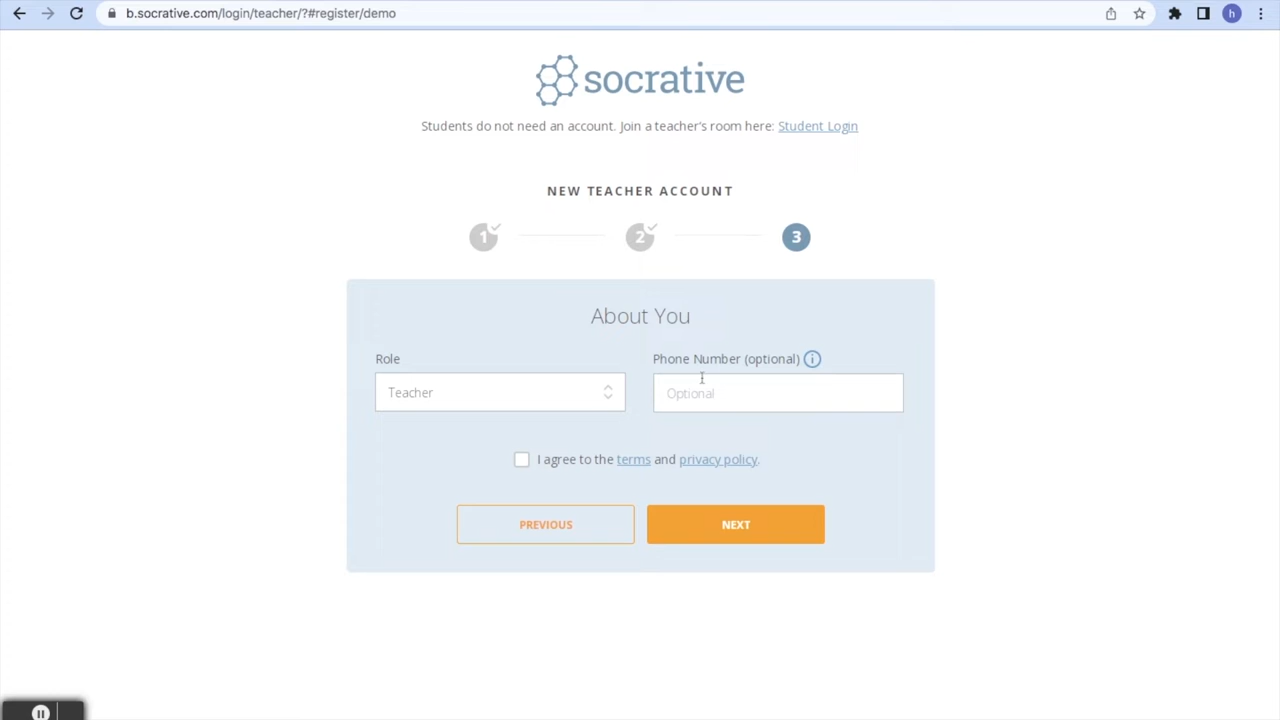 b.socrative.com/login/teacher/?#register/demo
h
socrative
Students do not need an account. Join a teacher's room here: Student Login
NEW TEACHER ACCOUNT
1 2 3
About You
Role Phone Number (optional) i
Teacher Optional
I agree to the terms and privacy policy.
PREVIOUS NEXT